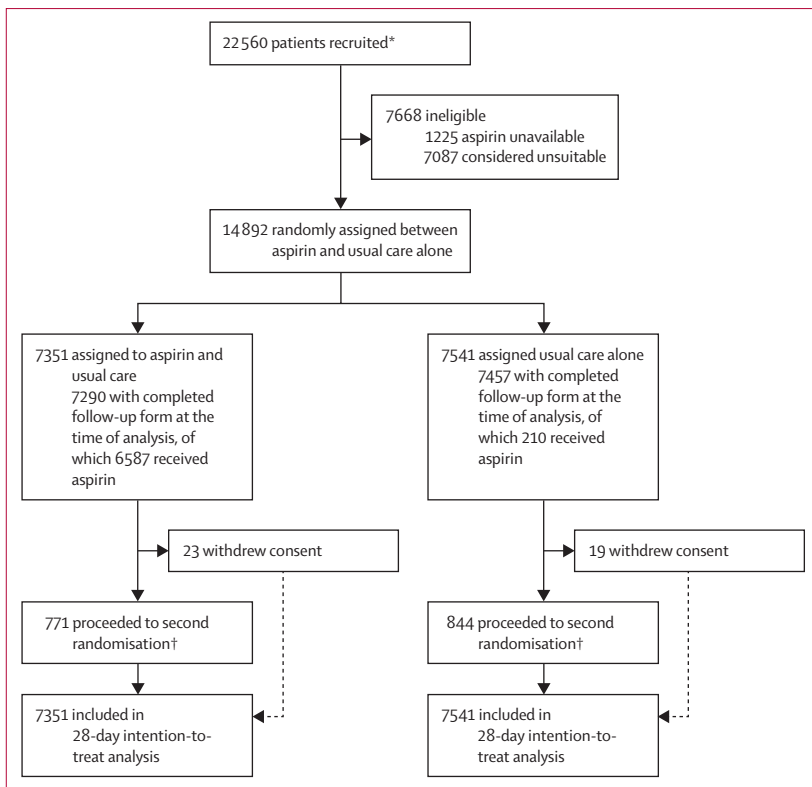 22 560 patients recruited*
7668 ineligible
1225 aspirin unavailable
7087 considered unsuitable
14 892 randomly assigned between
aspirin and usual care alone
7351 assigned to aspirin and
usual care
7290 with completed
follow-up form at the
time of analysis, of
which 6587 received
aspirin
7541 assigned usual care alone
7457 with completed
follow-up form at the
time of analysis, of
which 210 received
aspirin
23 withdrew consent
19 withdrew consent
771 proceeded to second
randomisation†
844 proceeded to second
randomisation†
7351 included in
28-day intention-to-
treat analysis
7541 included in
28-day intention-to-
treat analysis